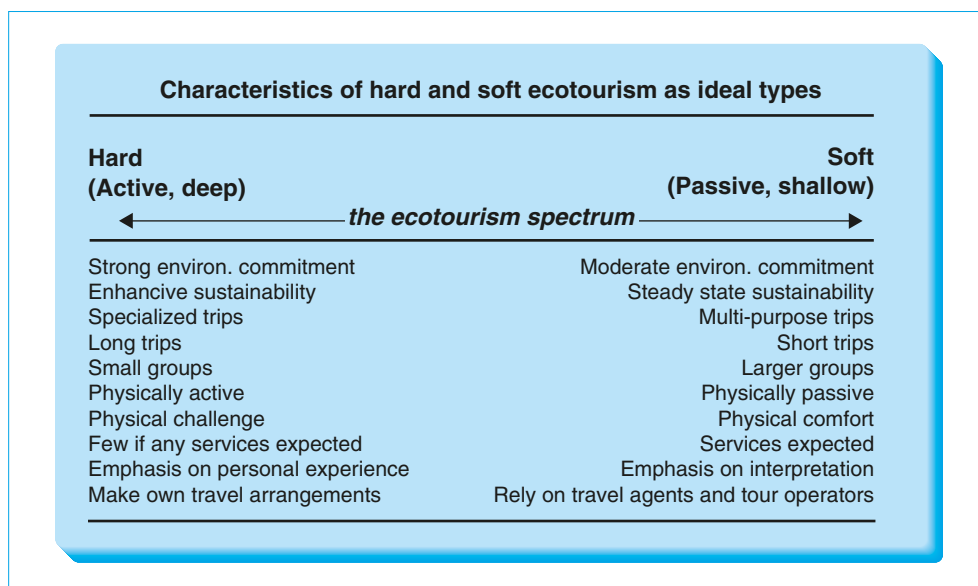 Characteristics of hard and soft ecotourism as ideal types
Hard Soft
(Active, deep) (Passive, shallow)
the ecotourism spectrum
Strong environ. commitment Moderate environ. commitment
Enhancive sustainability Steady state sustainability
Specialized trips Multi-purpose trips
Long trips Short trips
Small groups Larger groups
Physically active Physically passive
Physical challenge Physical comfort
Few if any services expected Services expected
Emphasis on personal experience Emphasis on interpretation
Make own travel arrangements Rely on travel agents and tour operators